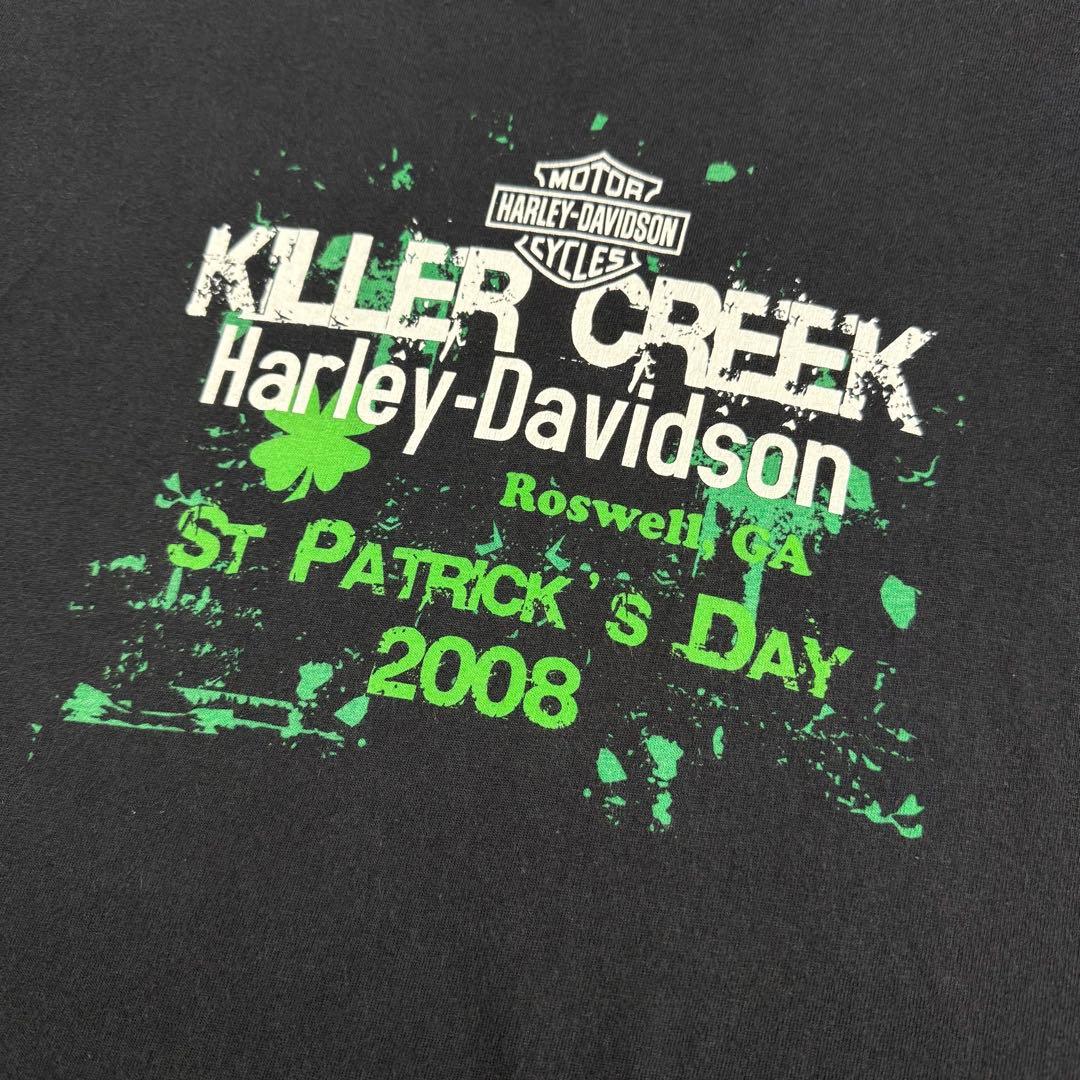 MOTOR
HARLEY-DAVIDSON
CYCLES
KILLER CREEK
Harley-Davidson
Roswell, GA
ST PATRICK'S DAY
2008